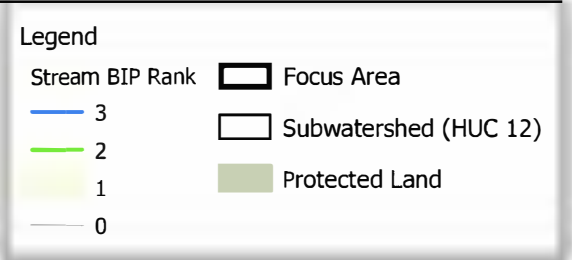 Legend
Stream BIP Rank
3
2
1
0
Focus Area
Subwatershed (HUC 12)
Protected Land